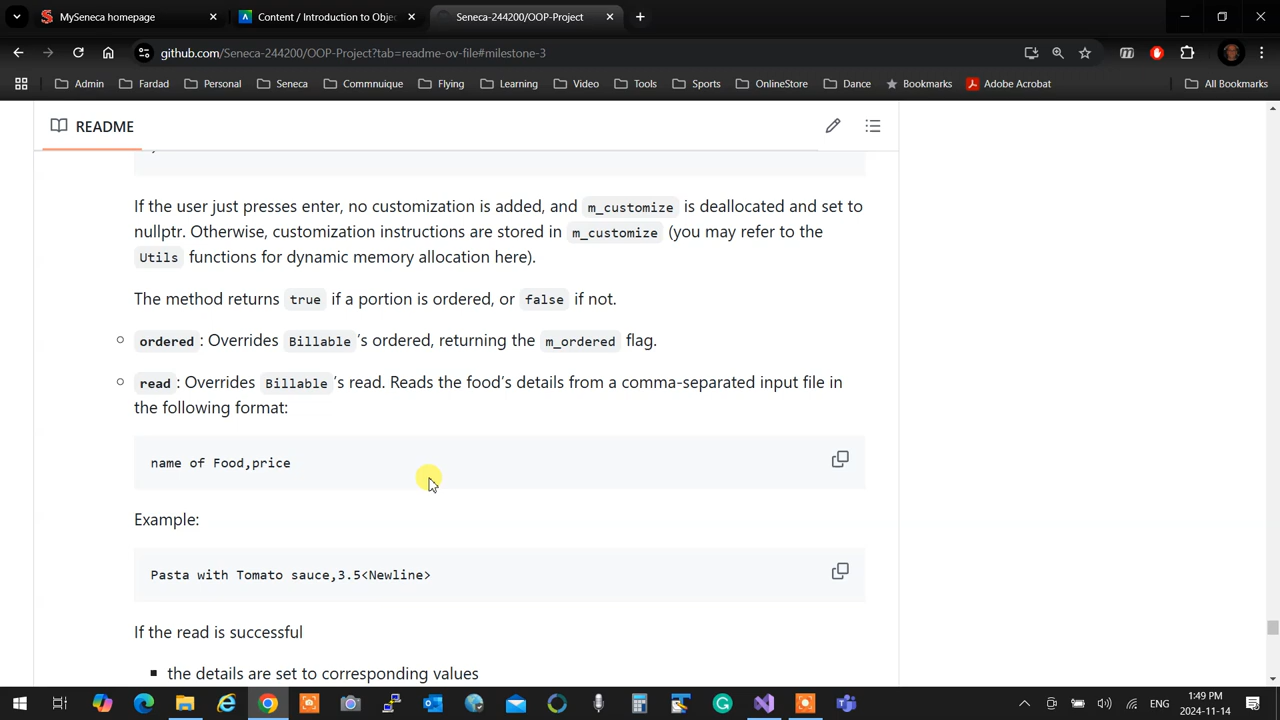 MySeneca homepage
Content / Introduction to Obje
Seneca-244200/OOP-Project
github.com/Seneca-244200/OOP-Project?tab=readme-ov-file#milestone-3
Admin Fardad Personal Seneca Commnuique Flying Learning Video Tools Sports OnlineStore Dance Bookmarks Adobe Acrobat All Bookmarks
README
If the user just presses enter, no customization is added, and m_customize is deallocated and set to
nullptr. Otherwise, customization instructions are stored in m_customize (you may refer to the
Utils functions for dynamic memory allocation here).
The method returns true if a portion is ordered, or false if not.
ordered : Overrides Billable 's ordered, returning the m_ordered flag.
read : Overrides Billable 's read. Reads the food's details from a comma-separated input file in
the following format:
name of Food,price
Example:
Pasta with Tomato sauce,3.5<Newline>
If the read is successful
the details are set to corresponding values
ENG
1:49 PM
2024-11-14